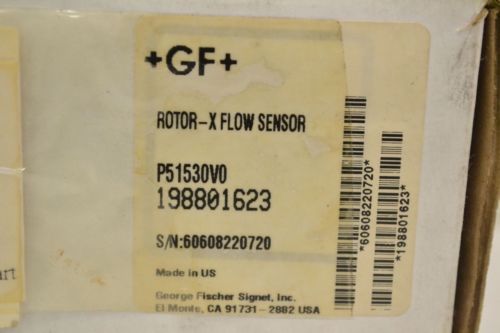 +GF+
ROTOR-X FLOW SENSOR
P51530V0
198801623
S/N:60608220720
Made in US
George Fischer Signet, Inc.
El Monte, CA 91731 - 2882 USA
*60608220720*
*198801623*
art